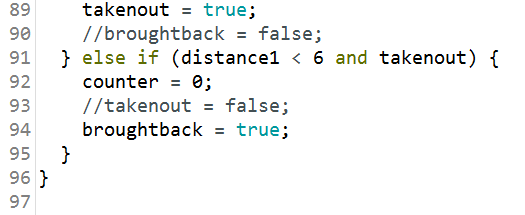 89 takenout = true;
90 //broughtback = false;
91 } else if (distance1 < 6 and takenout) {
92 counter = 0;
93 //takenout = false;
94 broughtback = true;
95 }
96 }
97